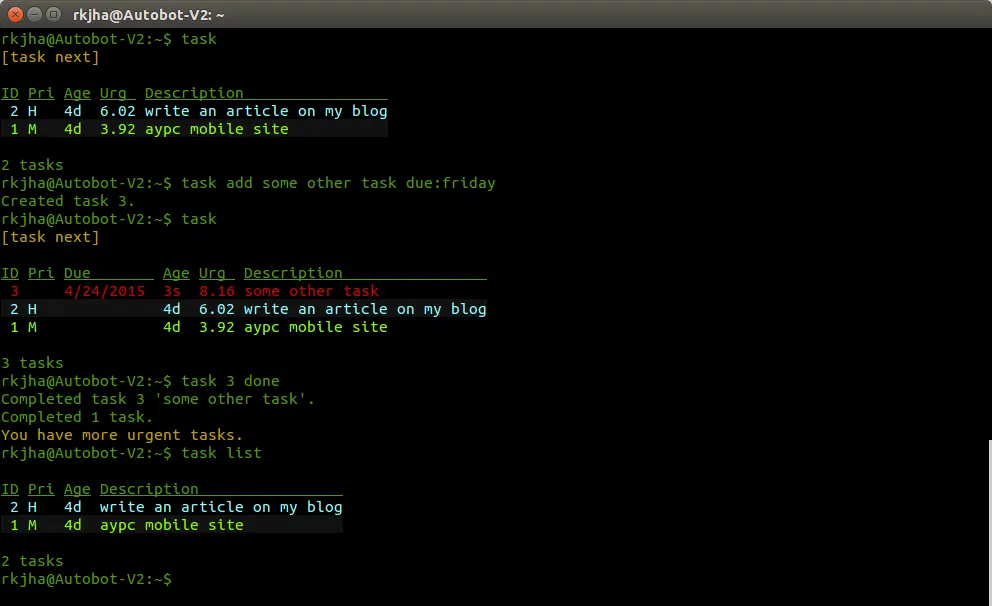 rkjha@Autobot-V2: ~
rkjha@Autobot-V2:~$ task
[task next]
ID Pri Age Urg Description
2 H 4d 6.02 write an article on my blog
1 M 4d 3.92 aypc mobile site
2 tasks
rkjha@Autobot-V2:~$ task add some other task due:friday
Created task 3.
rkjha@Autobot-V2:~$ task
[task next]
ID Pri Due Age Urg Description
3 4/24/2015 3s 8.16 some other task
2 H 4d 6.02 write an article on my blog
1 M 4d 3.92 aypc mobile site
3 tasks
rkjha@Autobot-V2:~$ task 3 done
Completed task 3 'some other task'.
Completed 1 task.
You have more urgent tasks.
rkjha@Autobot-V2:~$ task list
ID Pri Age Description
2 H 4d write an article on my blog
1 M 4d aypc mobile site
2 tasks
rkjha@Autobot-V2:~$